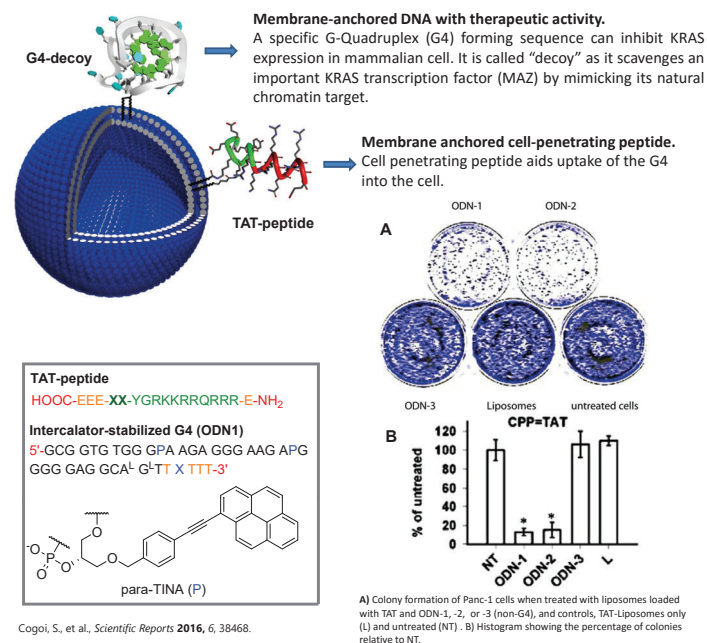 G4-decoy
Membrane-anchored DNA with therapeutic activity.
A specific G-Quadruplex (G4) forming sequence can inhibit KRAS
expression in mammalian cell. It is called “decoy” as it scavenges an
important KRAS transcription factor (MAZ) by mimicking its natural
chromatin target.
Membrane anchored cell-penetrating peptide.
Cell penetrating peptide aids uptake of the G4
into the cell.
TAT-peptide
A
ODN-1
ODN-2
ODN-3
Liposomes
untreated cells
TAT-peptide
HOOC-EEE-XX-YGRKKRRQRRR-E-NH2
Intercalator-stabilized G4 (ODN1)
5'-GCG GTG TGG GPA AGA GGG AAG APG
GGG GAG GCAL GLTT X TTT-3'
-O
P
O
O
O
O
para-TINA (P)
B
CPP=TAT
% of untreated
120
100
80
60
40
20
0
*
*
NT
ODN-1
ODN-2
ODN-3
L
A) Colony formation of Panc-1 cells when treated with liposomes loaded
with TAT and ODN-1, -2, or -3 (non-G4), and controls, TAT-Liposomes only
(L) and untreated (NT) . B) Histogram showing the percentage of colonies
relative to NT.
Cogoi, S., et al., Scientific Reports 2016, 6, 38468.